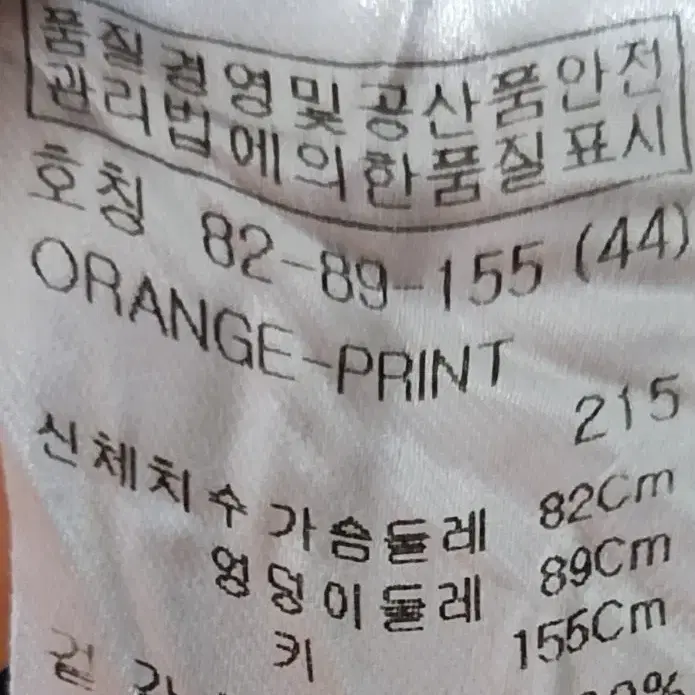 품질경영및공산품안전
관리법에의한품질표시
호칭 82-89-155 (44)
ORANGE-PRINT
215
신체치수 가슴둘레 82Cm
엉덩이둘레 89Cm
키 155Cm
겉